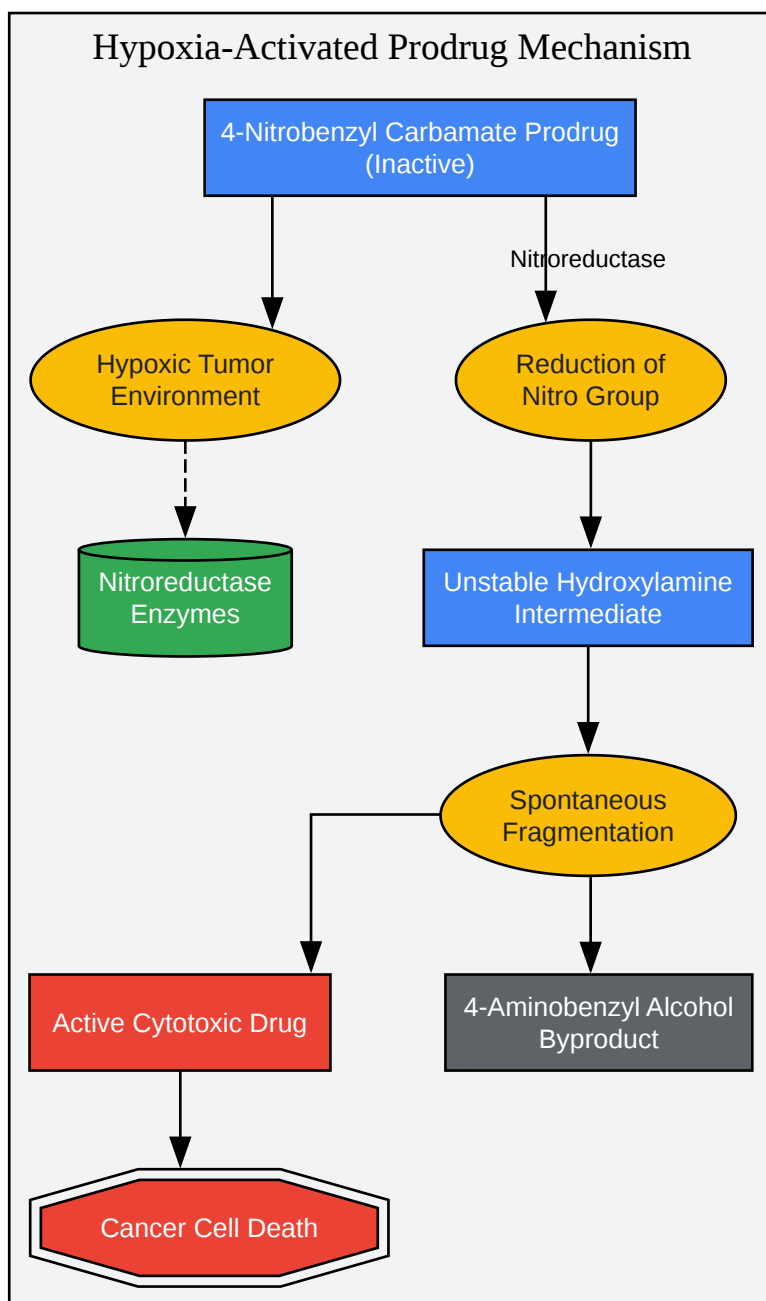 Hypoxia-Activated Prodrug Mechanism
4-Nitrobenzyl Carbamate Prodrug
(Inactive)
Nitroreductase
Hypoxic Tumor
Environment
Reduction of
Nitro Group
Nitroreductase
Enzymes
Unstable Hydroxylamine
Intermediate
Spontaneous
Fragmentation
Active Cytotoxic Drug
4-Aminobenzyl Alcohol
Byproduct
Cancer Cell Death